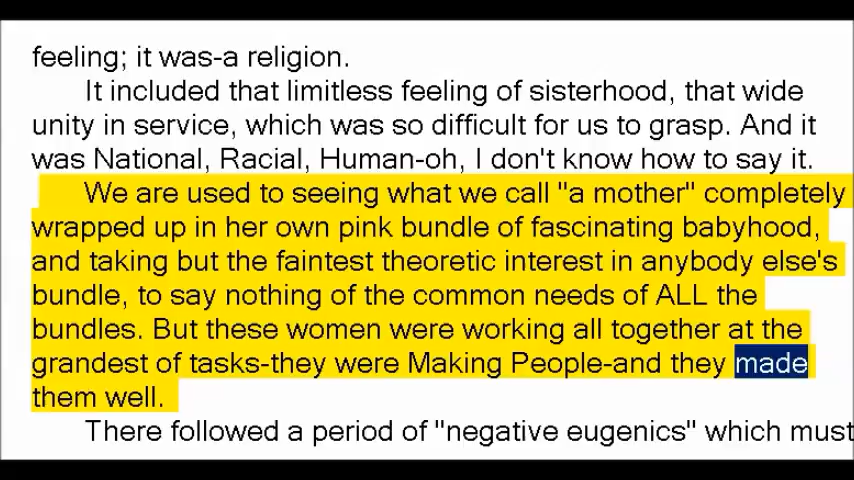 feeling; it was-a religion.
It included that limitless feeling of sisterhood, that wide
unity in service, which was so difficult for us to grasp. And it
was National, Racial, Human-oh, I don't know how to say it.
We are used to seeing what we call "a mother" completely
wrapped up in her own pink bundle of fascinating babyhood,
and taking but the faintest theoretic interest in anybody else's
bundle, to say nothing of the common needs of ALL the
bundles. But these women were working all together at the
grandest of tasks-they were Making People-and they made
them well.
There followed a period of "negative eugenics" which must